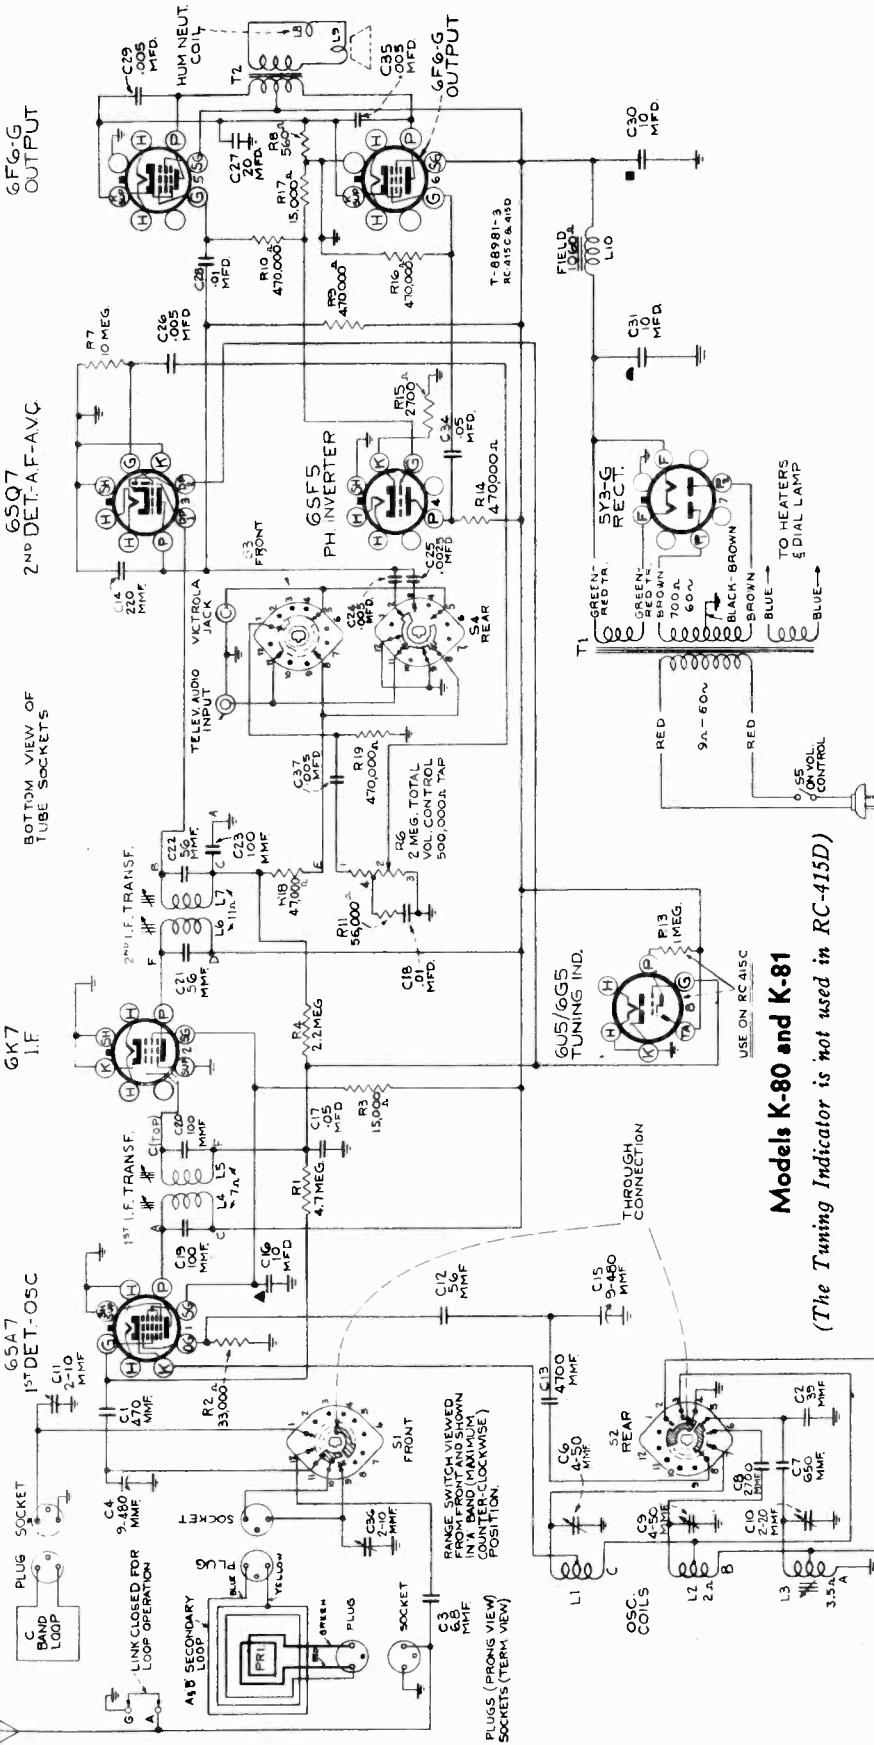 6SA7
1ST DET.-OSC
6K7
I.F.
BOTTOM VIEW OF
TUBE SOCKETS
6SQ7
2ND DET.-A.F.-A.V.C.
6F6-G
OUTPUT
PLUG
SOCKET
C
BAND
LOOP
C11
2-10
MMF
C1
470
MMF.
C4
9-480
MMF.
LINK CLOSED FOR
LOOP OPERATION
G
A
A&B SECONDARY
LOOP
PRI.
BLUE
YELLOW
GREEN
RED
PLUG
SOCKET
PLUG
SOCKET
C36
2-10
MMF.
C3
6.8
MMF.
PLUGS (PRONG VIEW)
SOCKETS (TERM. VIEW)
S1
FRONT
RANGE SWITCH VIEWED
FROM FRONT AND SHOWN
IN 'A' BAND (MAXIMUM
COUNTER-CLOCKWISE)
POSITION.
R2
33,000
C16
10
MFD
1ST I.F. TRANSF.
C19
100
MMF.
L4
L5
7Ω
C20
100
MMF
C (TOP)
R1
4.7 MEG.
C17
.05
MFD
R4
2.2 MEG
R3
15,000
Ω
2ND I.F. TRANSF.
C21
56
MMF.
L6
L7
11Ω
C22
56
MMF.
C23
100
MMF.
R18
47,000
Ω
C37
.005
MFD
R19
470,000Ω
R6
2 MEG. TOTAL
VOL. CONTROL
500,000Ω TAP
R11
56,000Ω
C18
.01
MFD.
TELEV. AUDIO
INPUT
VICTROLA
JACK
S3
FRONT
S4
REAR
C24
.005
MFD.
C25
.0025
MFD
C14
220
MMF.
R7
10 MEG.
C26
.005
MFD.
6SF5
PH. INVERTER
R15
2700Ω
C34
.05
MFD.
R14
470,000Ω
C28
.01
MFD.
R10
470,000
R9
470,000
Ω
R16
470,000
C27
20
MFD.
R8
560Ω
R17
15,000Ω
C29
.005
MFD.
HUM NEUT.
COIL
L8
L9
T2
C35
.005
MFD.
6F6-G
OUTPUT
T-88981-3
RC-415C & 415D
C12
56
MMF
C13
4700
MMF.
C15
9-480
MMF
C6
4-50
MMF
S2
REAR
OSC.
COILS
L1
L2
2Ω
L3
3.5Ω
C9
4-50
MMF
C8
2700
MMF
C10
2-20
MMF.
C7
650
MMF.
C2
39
MMF
THROUGH
CONNECTION
6U5/6G5
TUNING IND.
R13
1 MEG.
USE ON RC-415C
Models K-80 and K-81
(The Tuning Indicator is not used in RC-415D)
T1
GREEN-
RED TR.
GREEN-
RED TR.
BROWN
700Ω
60~
BLACK-BROWN
BROWN
BLUE
BLUE
TO HEATERS
& DIAL LAMP
RED
9Ω-60~
RED
S5
ON VOL.
CONTROL
5Y3-G
RECT.
C31
10
MFD.
FIELD
1060Ω
L10
C30
10
MFD.